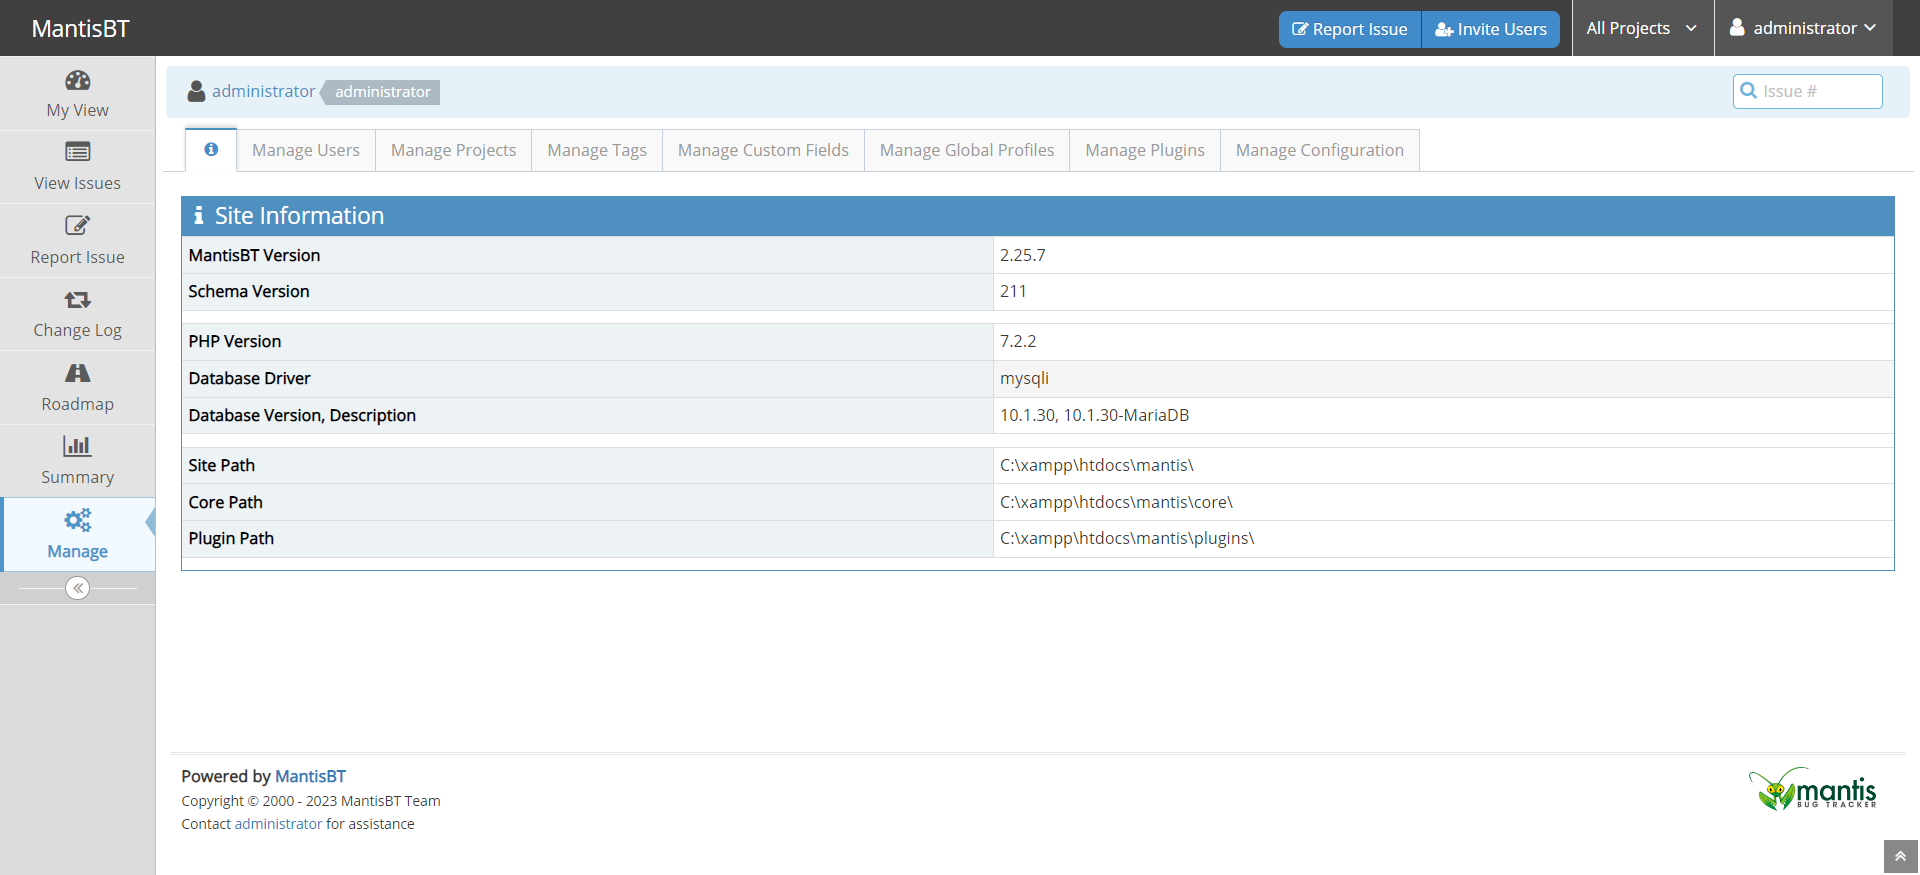 MantisBT
Report Issue
Invite Users
All Projects
administrator
My View
View Issues
Report Issue
Change Log
Roadmap
Summary
Manage
administrator administrator
Issue #
Manage Users
Manage Projects
Manage Tags
Manage Custom Fields
Manage Global Profiles
Manage Plugins
Manage Configuration
Site Information
MantisBT Version 2.25.7
Schema Version 211
PHP Version 7.2.2
Database Driver mysqli
Database Version, Description 10.1.30, 10.1.30-MariaDB
Site Path C:\xampp\htdocs\mantis\
Core Path C:\xampp\htdocs\mantis\core\
Plugin Path C:\xampp\htdocs\mantis\plugins\
Powered by MantisBT
Copyright © 2000 - 2023 MantisBT Team
Contact administrator for assistance
mantis
BUG TRACKER